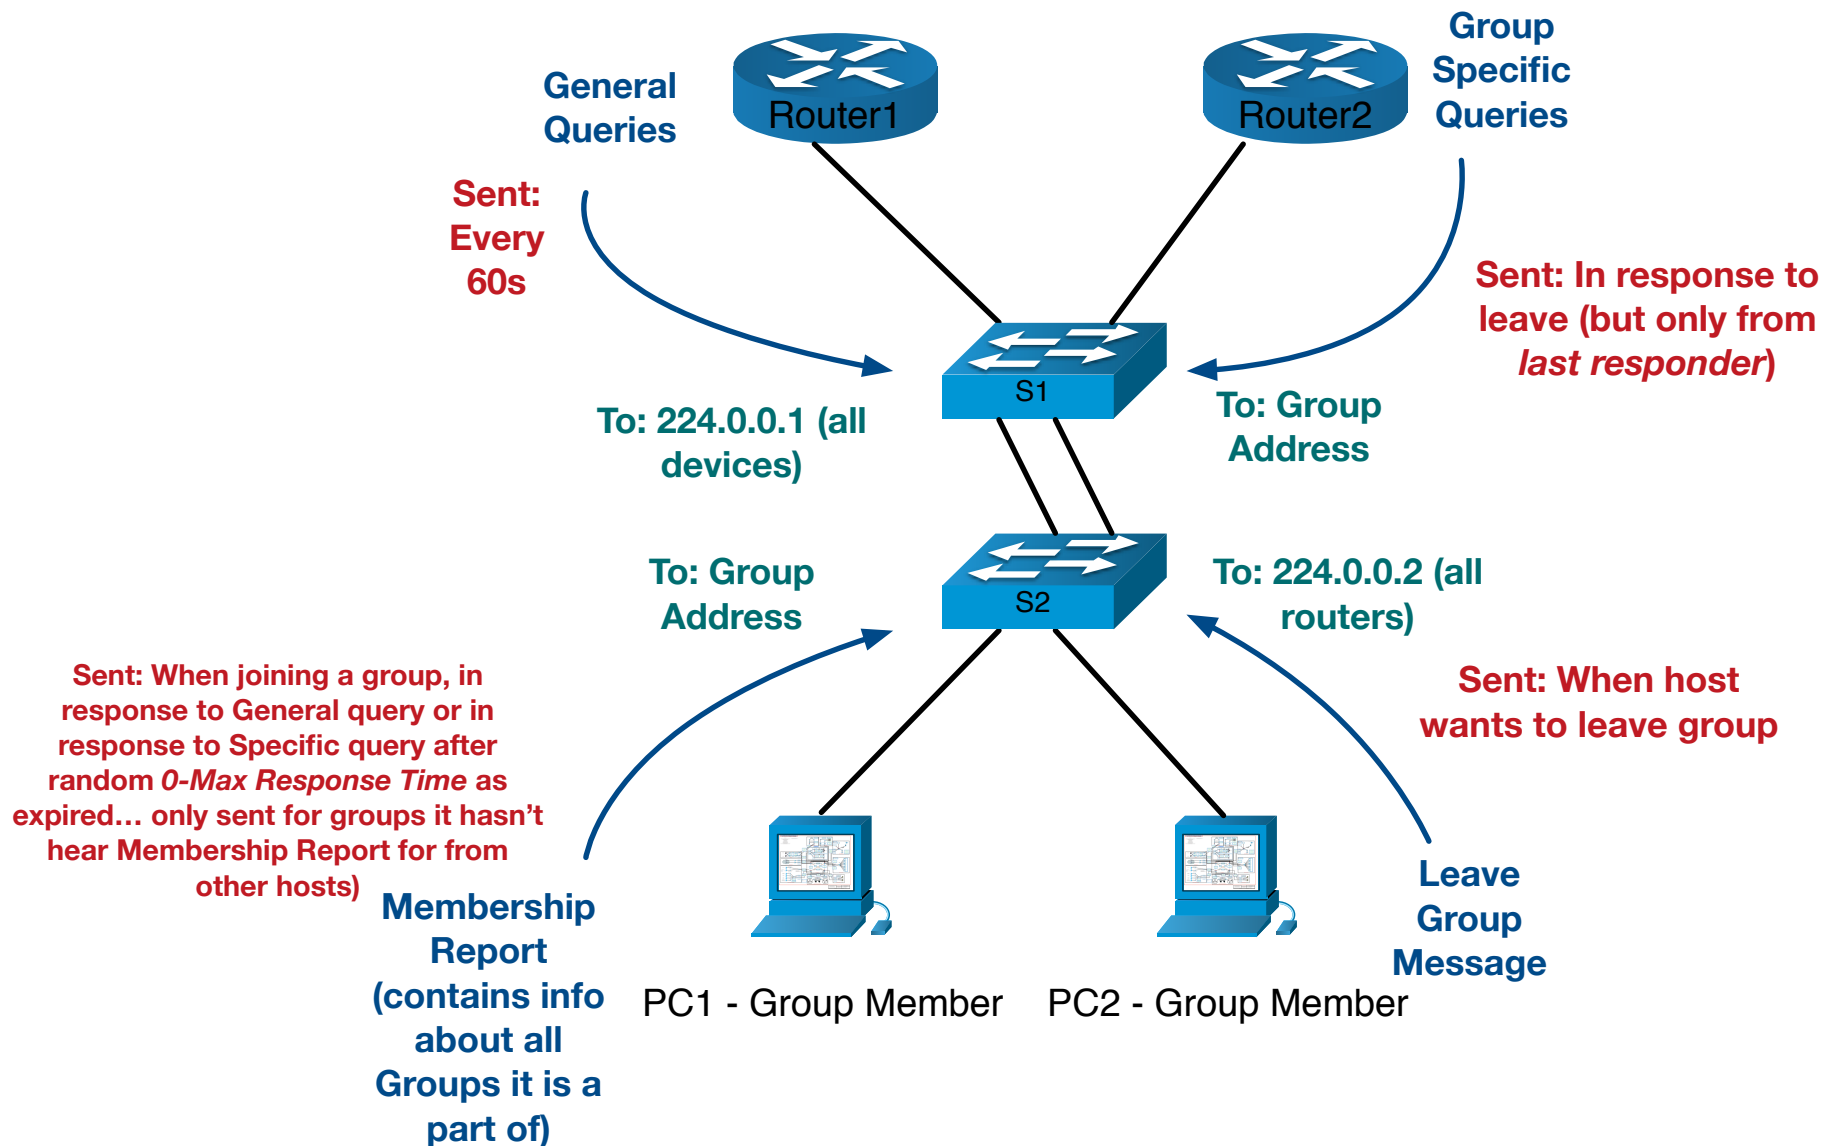 General
Queries
Router1
Router2
Group
Specific
Queries
Sent:
Every
60s
Sent: In response to
leave (but only from
last responder)
S1
To: 224.0.0.1 (all
devices)
To: Group
Address
To: Group
Address
S2
To: 224.0.0.2 (all
routers)
Sent: When joining a group, in
response to General query or in
response to Specific query after
random 0-Max Response Time as
expired... only sent for groups it hasn't
hear Membership Report for from
other hosts)
Sent: When host
wants to leave group
Membership
Report
(contains info
about all
Groups it is a
part of)
Leave
Group
Message
PC1 - Group Member
PC2 - Group Member